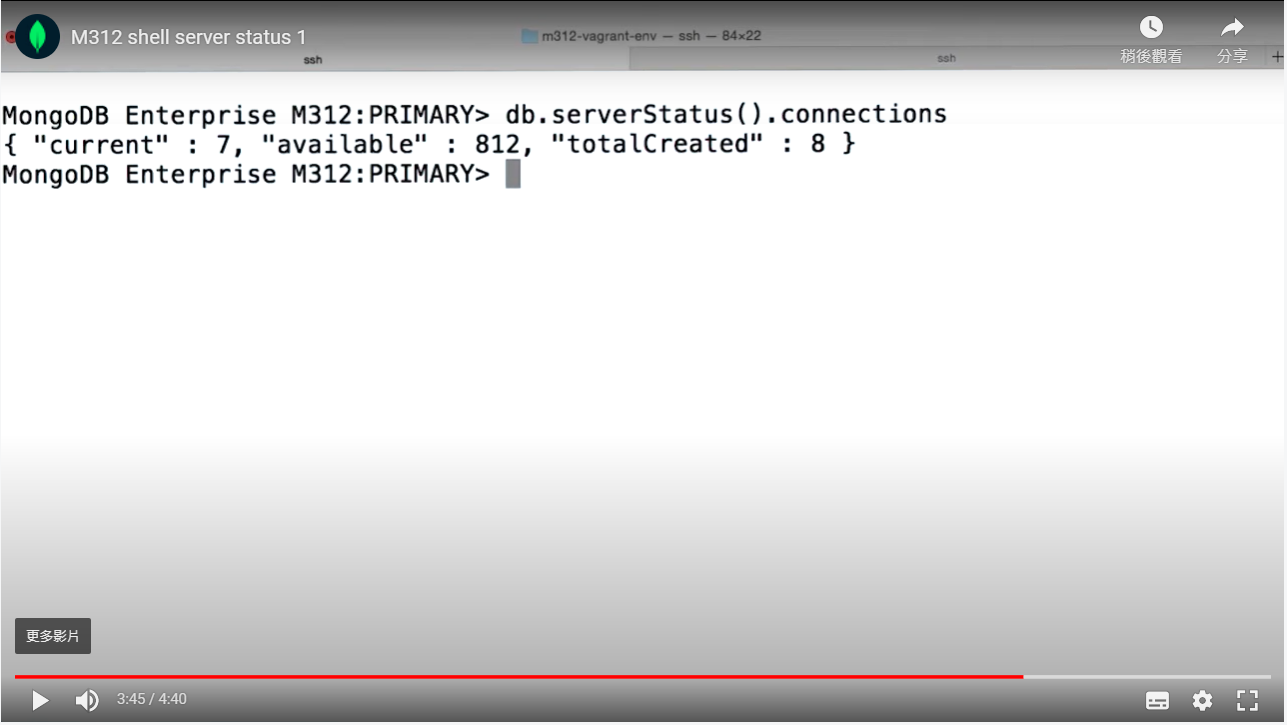 M312 shell server status 1
m312-vagrant-env — ssh — 84×22
稍後觀看
分享
ssh
ssh
+
MongoDB Enterprise M312:PRIMARY> db.serverStatus().connections
{ "current" : 7, "available" : 812, "totalCreated" : 8 }
MongoDB Enterprise M312:PRIMARY>
更多影片
3:45 / 4:40